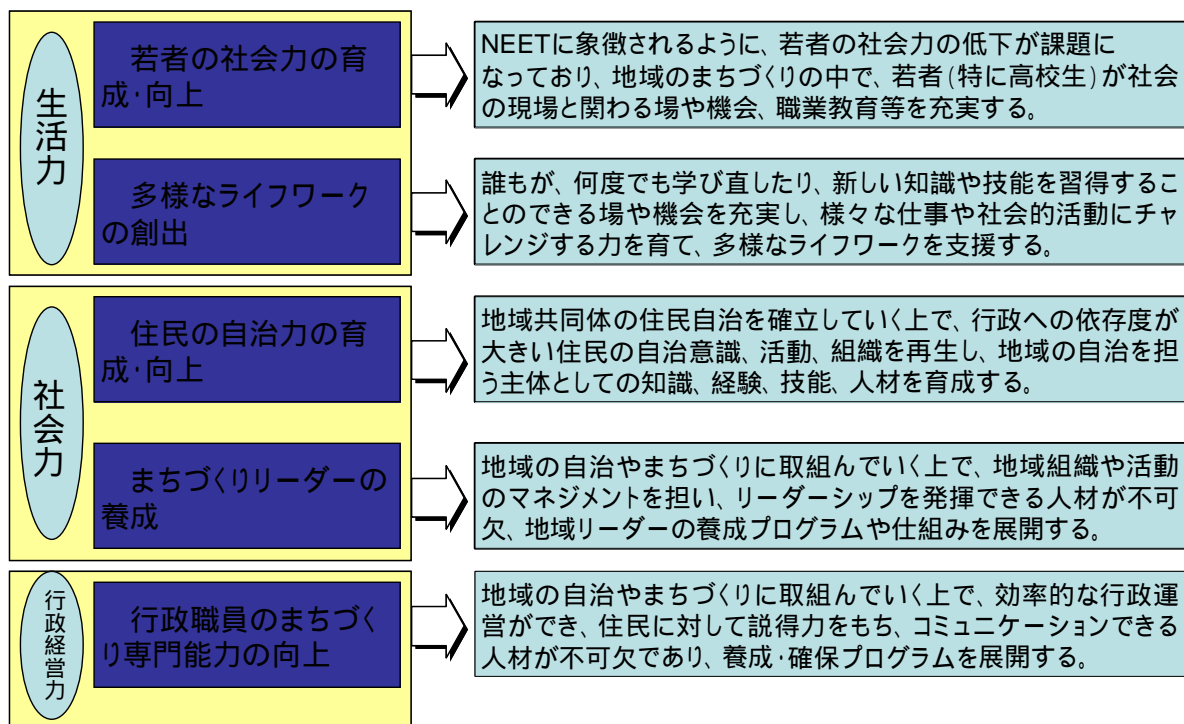 生活力
若者の社会力の育
成・向上
NEETに象徴されるように、若者の社会力の低下が課題に
なっており、地域のまちづくりの中で、若者(特に高校生)が社会
の現場と関わる場や機会、職業教育等を充実する。
多様なライフワーク
の創出
誰もが、何度でも学び直したり、新しい知識や技能を習得するこ
とのできる場や機会を充実し、様々な仕事や社会的活動にチャ
レンジする力を育て、多様なライフワークを支援する。
社会力
住民の自治力の育
成・向上
地域共同体の住民自治を確立していく上で、行政への依存度が
大きい住民の自治意識、活動、組織を再生し、地域の自治を担
う主体としての知識、経験、技能、人材を育成する。
まちづくりリーダーの
養成
地域の自治やまちづくりに取組んでいく上で、地域組織や活動
のマネジメントを担い、リーダーシップを発揮できる人材が不可
欠、地域リーダーの養成プログラムや仕組みを展開する。
行政経営力
行政職員のまちづく
り専門能力の向上
地域の自治やまちづくりに取組んでいく上で、効率的な行政運
営ができ、住民に対して説得力をもち、コミュニケーションできる
人材が不可欠であり、養成・確保プログラムを展開する。